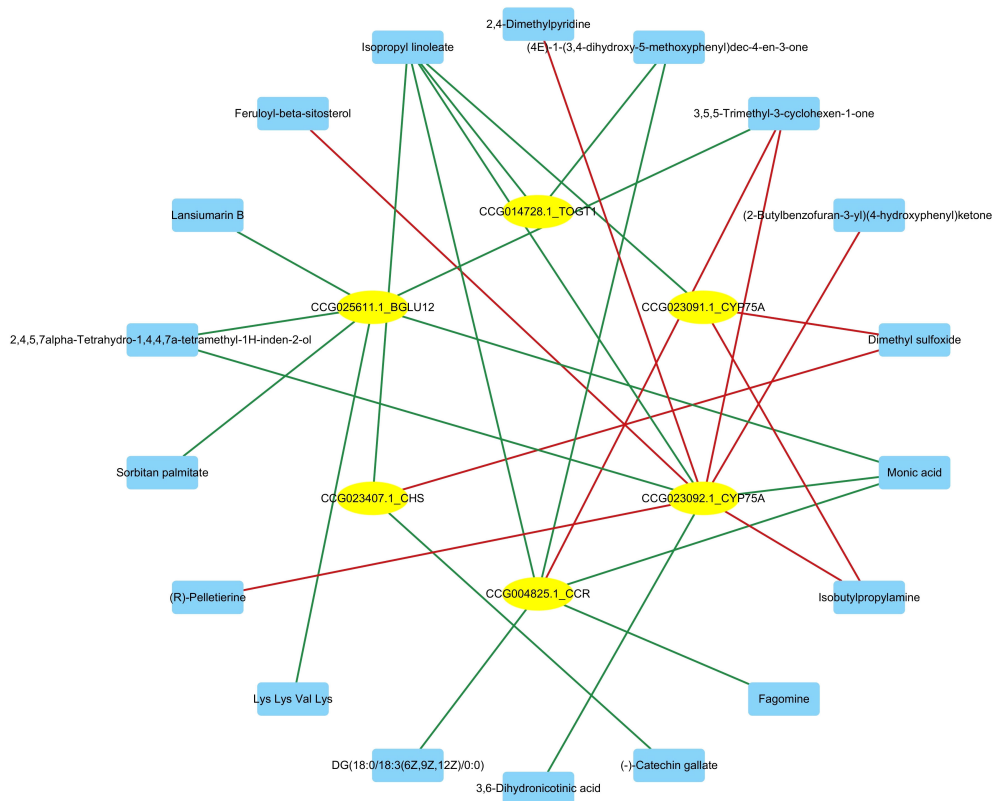 2,4-Dimethylpyridine
Isopropyl linoleate
(4E)-1-(3,4-dihydroxy-5-methoxyphenyl)dec-4-en-3-one
Feruloyl-beta-sitosterol
3,5,5-Trimethyl-3-cyclohexen-1-one
CCG014728.1_TOGT1
Lansiumarin B
(2-Butylbenzofuran-3-yl)(4-hydroxyphenyl)ketone
CCG025611.1_BGLU12
CCG023091.1_CYP75A
2,4,5,7alpha-Tetrahydro-1,4,4,7a-tetramethyl-1H-inden-2-ol
Dimethyl sulfoxide
Sorbitan palmitate
Monic acid
CCG023407.1_CHS
CCG023092.1_CYP75A
(R)-Pelletierine
CCG004825.1_CCR
Isobutylpropylamine
Lys Lys Val Lys
Fagomine
DG(18:0/18:3(6Z,9Z,12Z)/0:0)
(-)-Catechin gallate
3,6-Dihydronicotinic acid